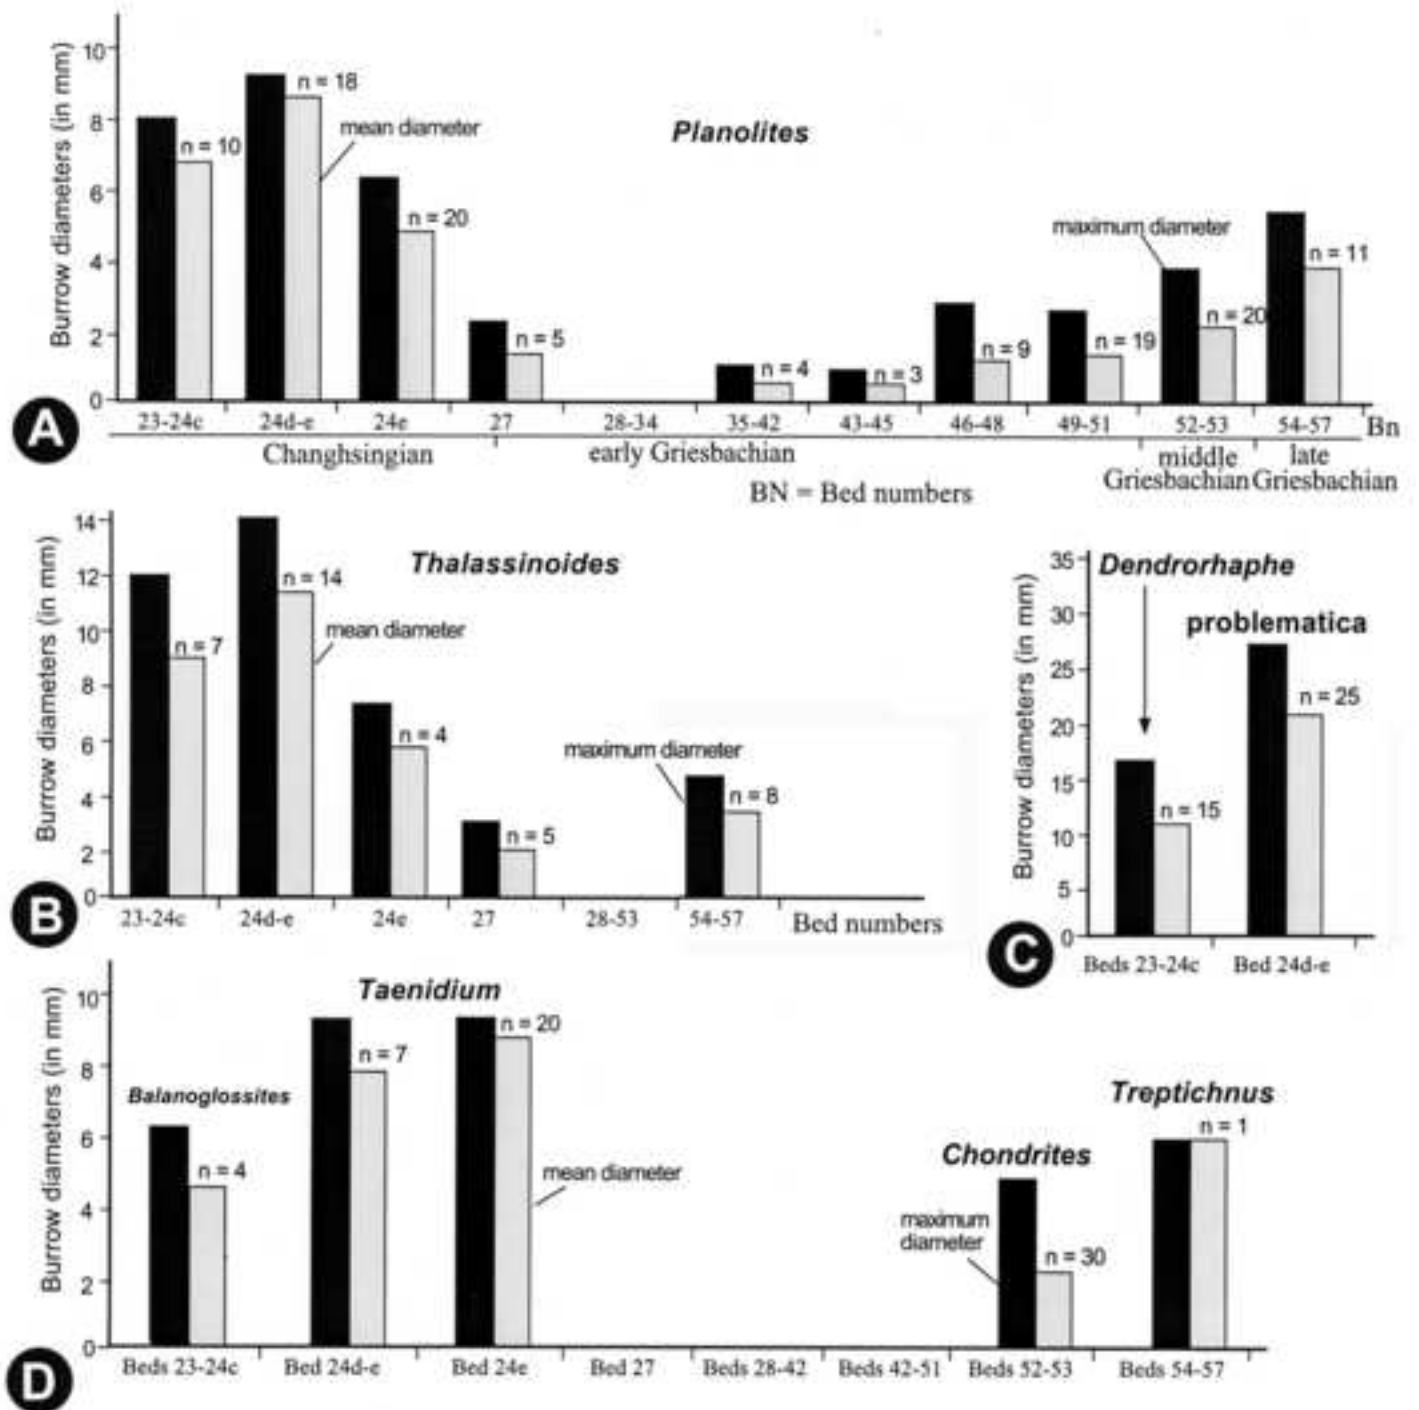 Burrow diameters (in mm)
10
8
6
4
2
0
n = 10
n = 18
mean diameter
n = 20
n = 5
Planolites
n = 4
n = 3
n = 9
n = 19
maximum diameter
n = 20
n = 11
A
23-24c 24d-e 24e 27 28-34 35-42 43-45 46-48 49-51 52-53 54-57 Bn
Changhsingian early Griesbachian middle Griesbachian late Griesbachian
BN = Bed numbers
Burrow diameters (in mm)
14
12
10
8
6
4
2
0
Thalassinoides
n = 7
n = 14
mean diameter
n = 4
n = 5
maximum diameter
n = 8
B
23-24c 24d-e 24e 27 28-53 54-57 Bed numbers
Burrow diameters (in mm)
35
30
25
20
15
10
5
0
Dendrorhaphe
problematica
n = 15
n = 25
C
Beds 23-24c Bed 24d-e
Burrow diameters (in mm)
10
8
6
4
2
0
Balanoglossites
n = 4
Taenidium
n = 7
n = 20
mean diameter
Chondrites
maximum
diameter
n = 30
Treptichnus
n = 1
D
Beds 23-24c Bed 24d-e Bed 24e Bed 27 Beds 28-42 Beds 42-51 Beds 52-53 Beds 54-57